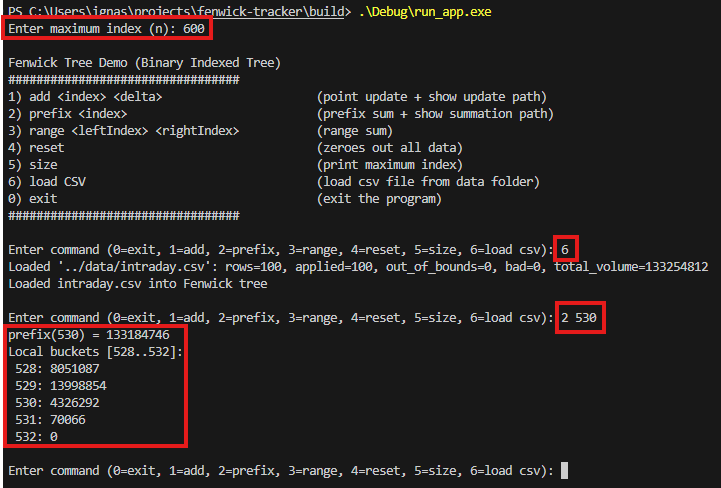 PS C:\Users\ignas\projects\fenwick-tracker\build> .\Debug\run_app.exe
Enter maximum index (n): 600
Fenwick Tree Demo (Binary Indexed Tree)
#################################
1) add <index> <delta> (point update + show update path)
2) prefix <index> (prefix sum + show summation path)
3) range <leftIndex> <rightIndex> (range sum)
4) reset (zeroes out all data)
5) size (print maximum index)
6) load CSV (load csv file from data folder)
0) exit (exit the program)
#################################
Enter command (0=exit, 1=add, 2=prefix, 3=range, 4=reset, 5=size, 6=load csv): 6
Loaded '../data/intraday.csv': rows=100, applied=100, out_of_bounds=0, bad=0, total_volume=133254812
Loaded intraday.csv into Fenwick tree
Enter command (0=exit, 1=add, 2=prefix, 3=range, 4=reset, 5=size, 6=load csv): 2 530
prefix(530) = 133184746
Local buckets [528..532]:
528: 8051087
529: 13998854
530: 4326292
531: 70066
532: 0
Enter command (0=exit, 1=add, 2=prefix, 3=range, 4=reset, 5=size, 6=load csv):